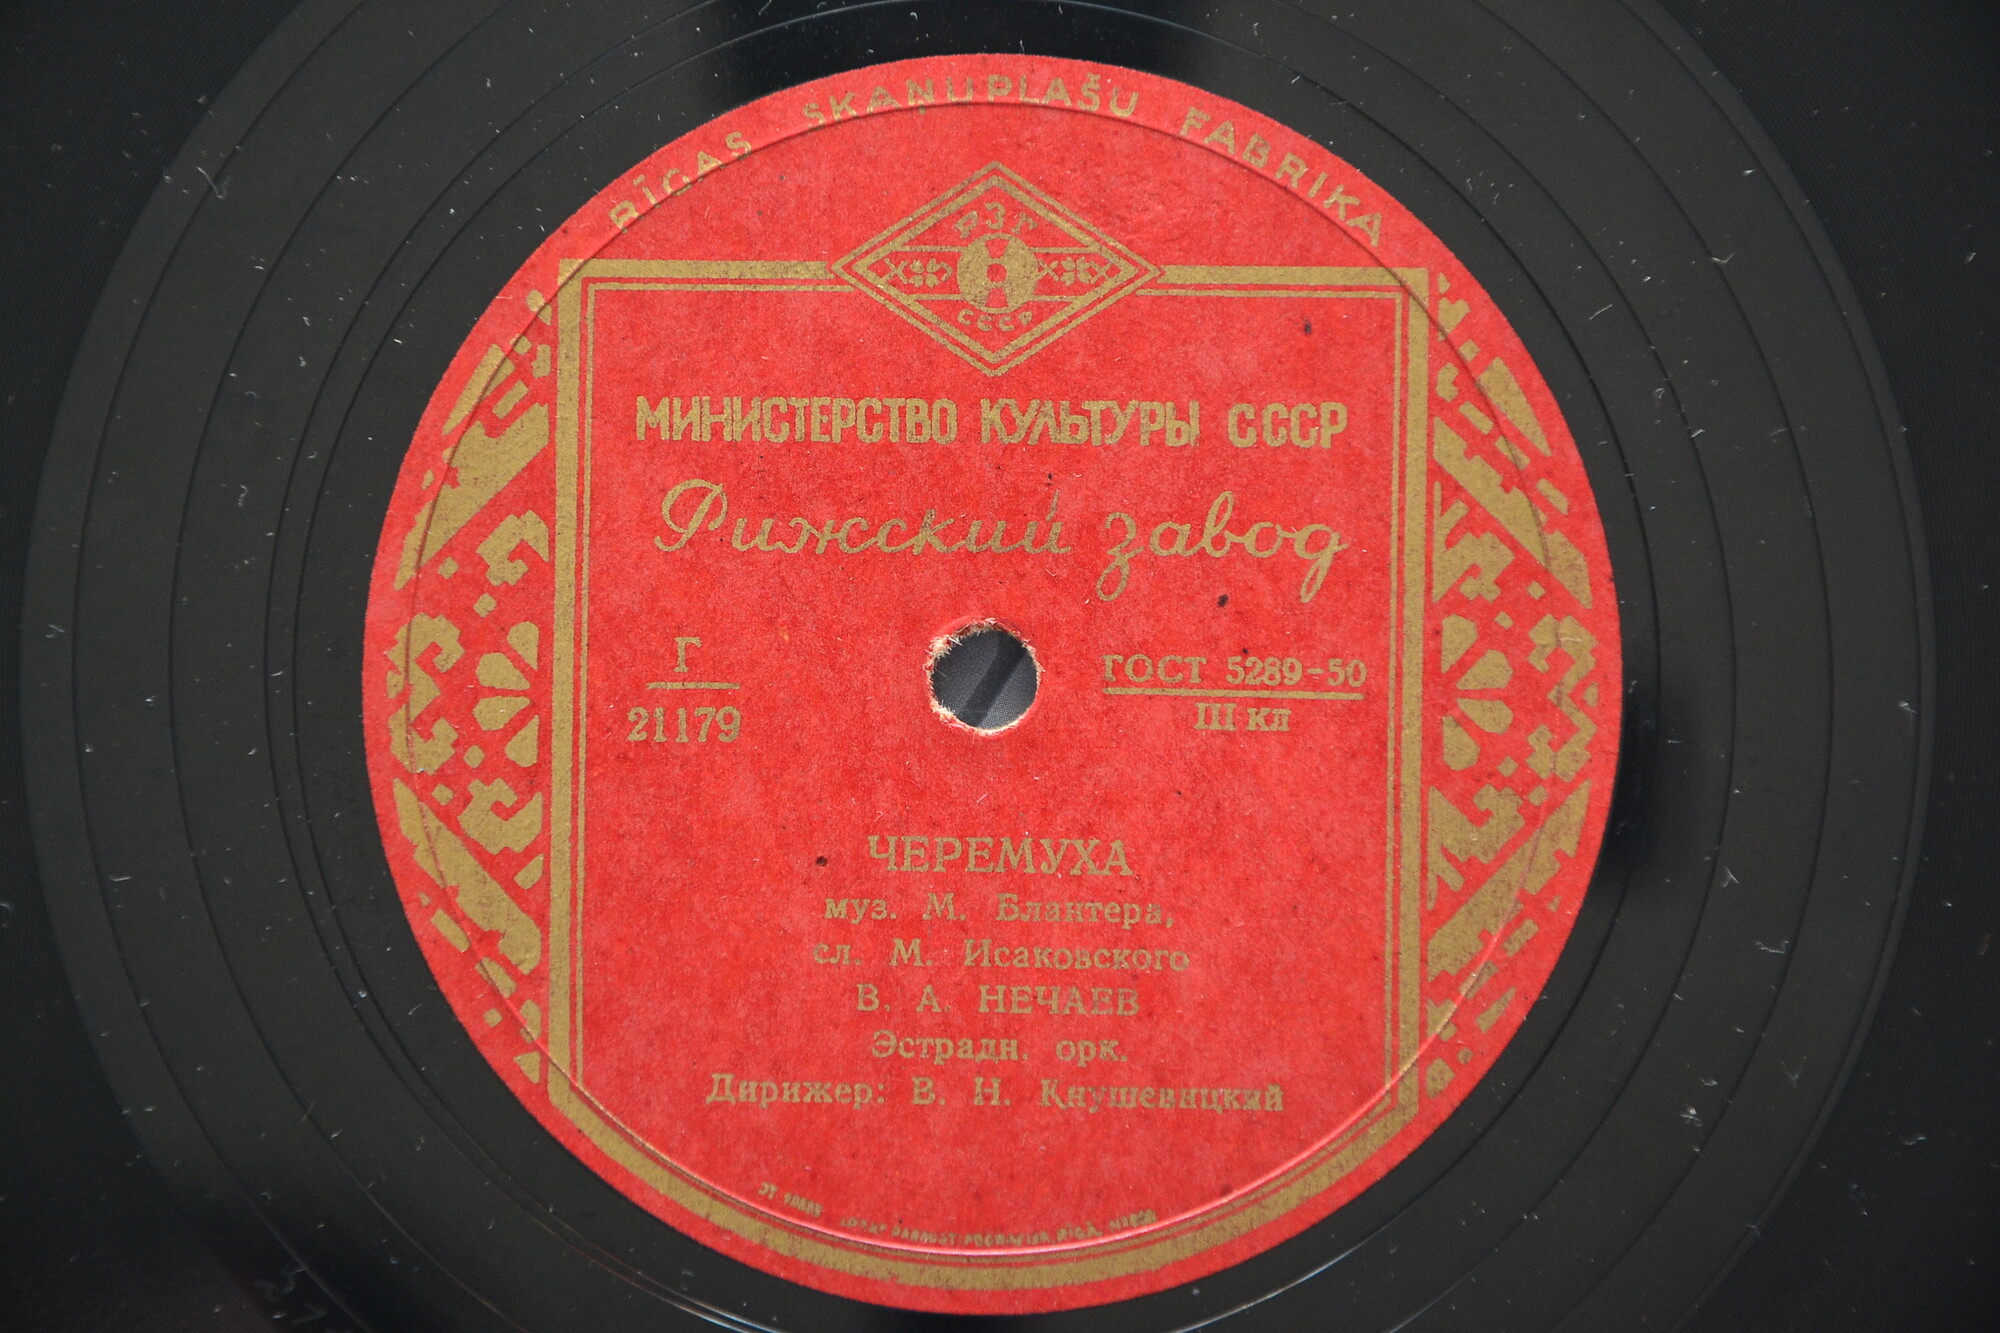 RĪGAS SKAŅUPLAŠU FABRIKA
РЗГ
СССР
МИНИСТЕРСТВО КУЛЬТУРЫ СССР
Рижский завод
Г
21179
ГОСТ 5289-50
III кл
ЧЕРЕМУХА
муз. М. Блантера,
сл. М. Исаковского
В. А. НЕЧАЕВ
Эстрадн. орк.
Дирижер: В. Н. Кнушевицкий